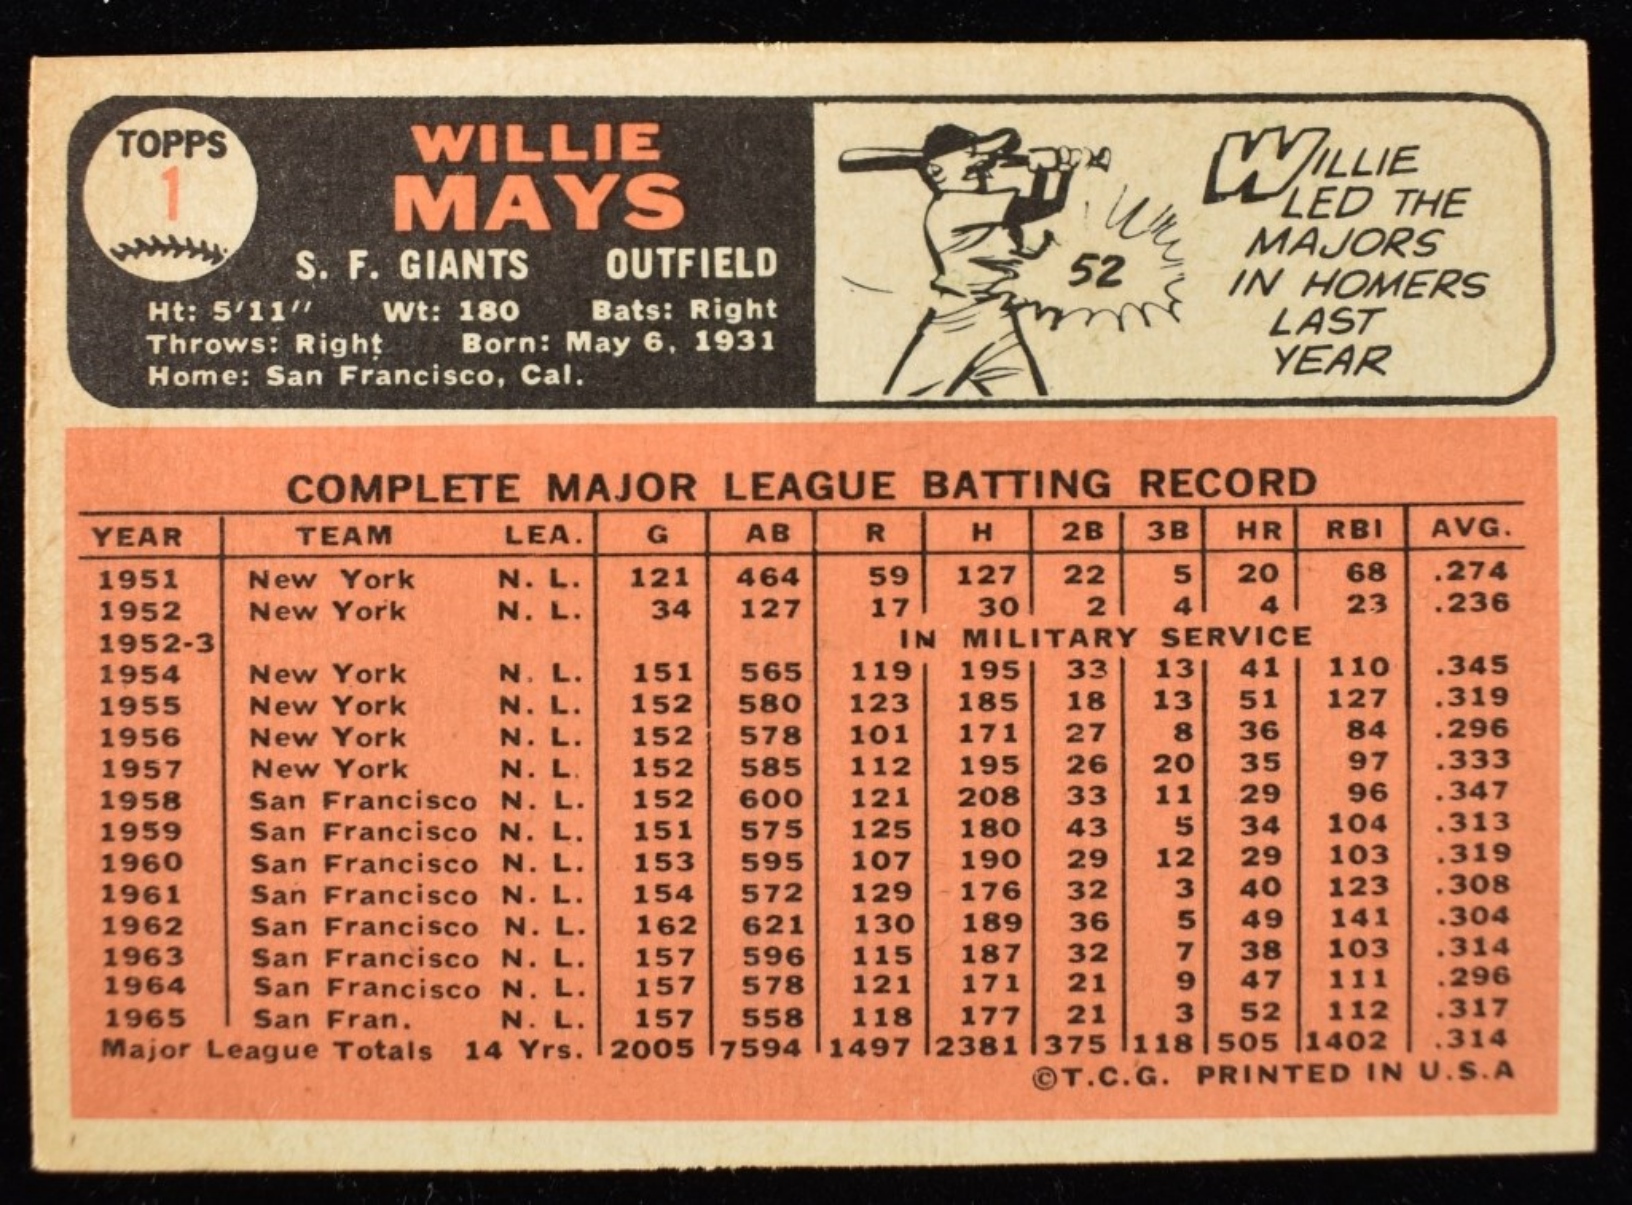 TOPPS
1
WILLIE
MAYS
S. F. GIANTS OUTFIELD
Ht: 5'11" Wt: 180 Bats: Right
Throws: Right Born: May 6, 1931
Home: San Francisco, Cal.
52
WILLIE
LED THE
MAJORS
IN HOMERS
LAST
YEAR
COMPLETE MAJOR LEAGUE BATTING RECORD
YEAR TEAM LEA. G AB R H 2B 3B HR RBI AVG.
1951 New York N. L. 121 464 59 127 22 5 20 68 .274
1952 New York N. L. 34 127 17 30 2 4 4 23 .236
1952-3 IN MILITARY SERVICE
1954 New York N. L. 151 565 119 195 33 13 41 110 .345
1955 New York N. L. 152 580 123 185 18 13 51 127 .319
1956 New York N. L. 152 578 101 171 27 8 36 84 .296
1957 New York N. L. 152 585 112 195 26 20 35 97 .333
1958 San Francisco N. L. 152 600 121 208 33 11 29 96 .347
1959 San Francisco N. L. 151 575 125 180 43 5 34 104 .313
1960 San Francisco N. L. 153 595 107 190 29 12 29 103 .319
1961 San Francisco N. L. 154 572 129 176 32 3 40 123 .308
1962 San Francisco N. L. 162 621 130 189 36 5 49 141 .304
1963 San Francisco N. L. 157 596 115 187 32 7 38 103 .314
1964 San Francisco N. L. 157 578 121 171 21 9 47 111 .296
1965 San Fran. N. L. 157 558 118 177 21 3 52 112 .317
Major League Totals 14 Yrs. 2005 7594 1497 2381 375 118 505 1402 .314
©T.C.G. PRINTED IN U.S.A